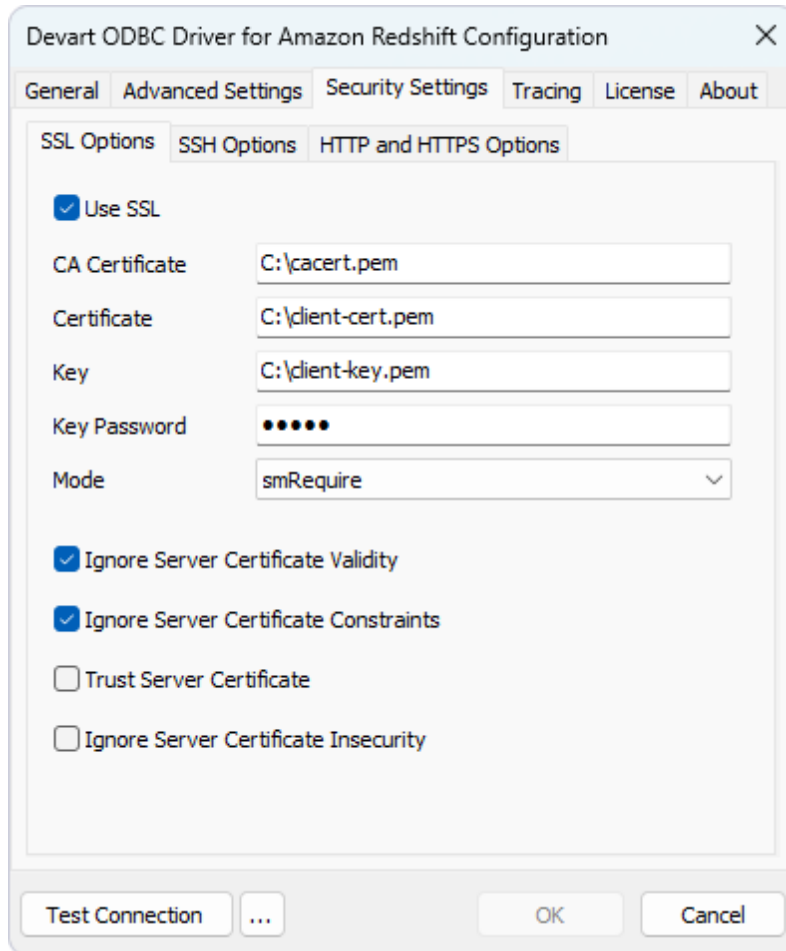 Devart ODBC Driver for Amazon Redshift Configuration
General Advanced Settings Security Settings Tracing License About
SSL Options SSH Options HTTP and HTTPS Options
Use SSL
CA Certificate C:\cacert.pem
Certificate C:\client-cert.pem
Key C:\client-key.pem
Key Password •••••
Mode smRequire
Ignore Server Certificate Validity
Ignore Server Certificate Constraints
Trust Server Certificate
Ignore Server Certificate Insecurity
Test Connection ... OK Cancel